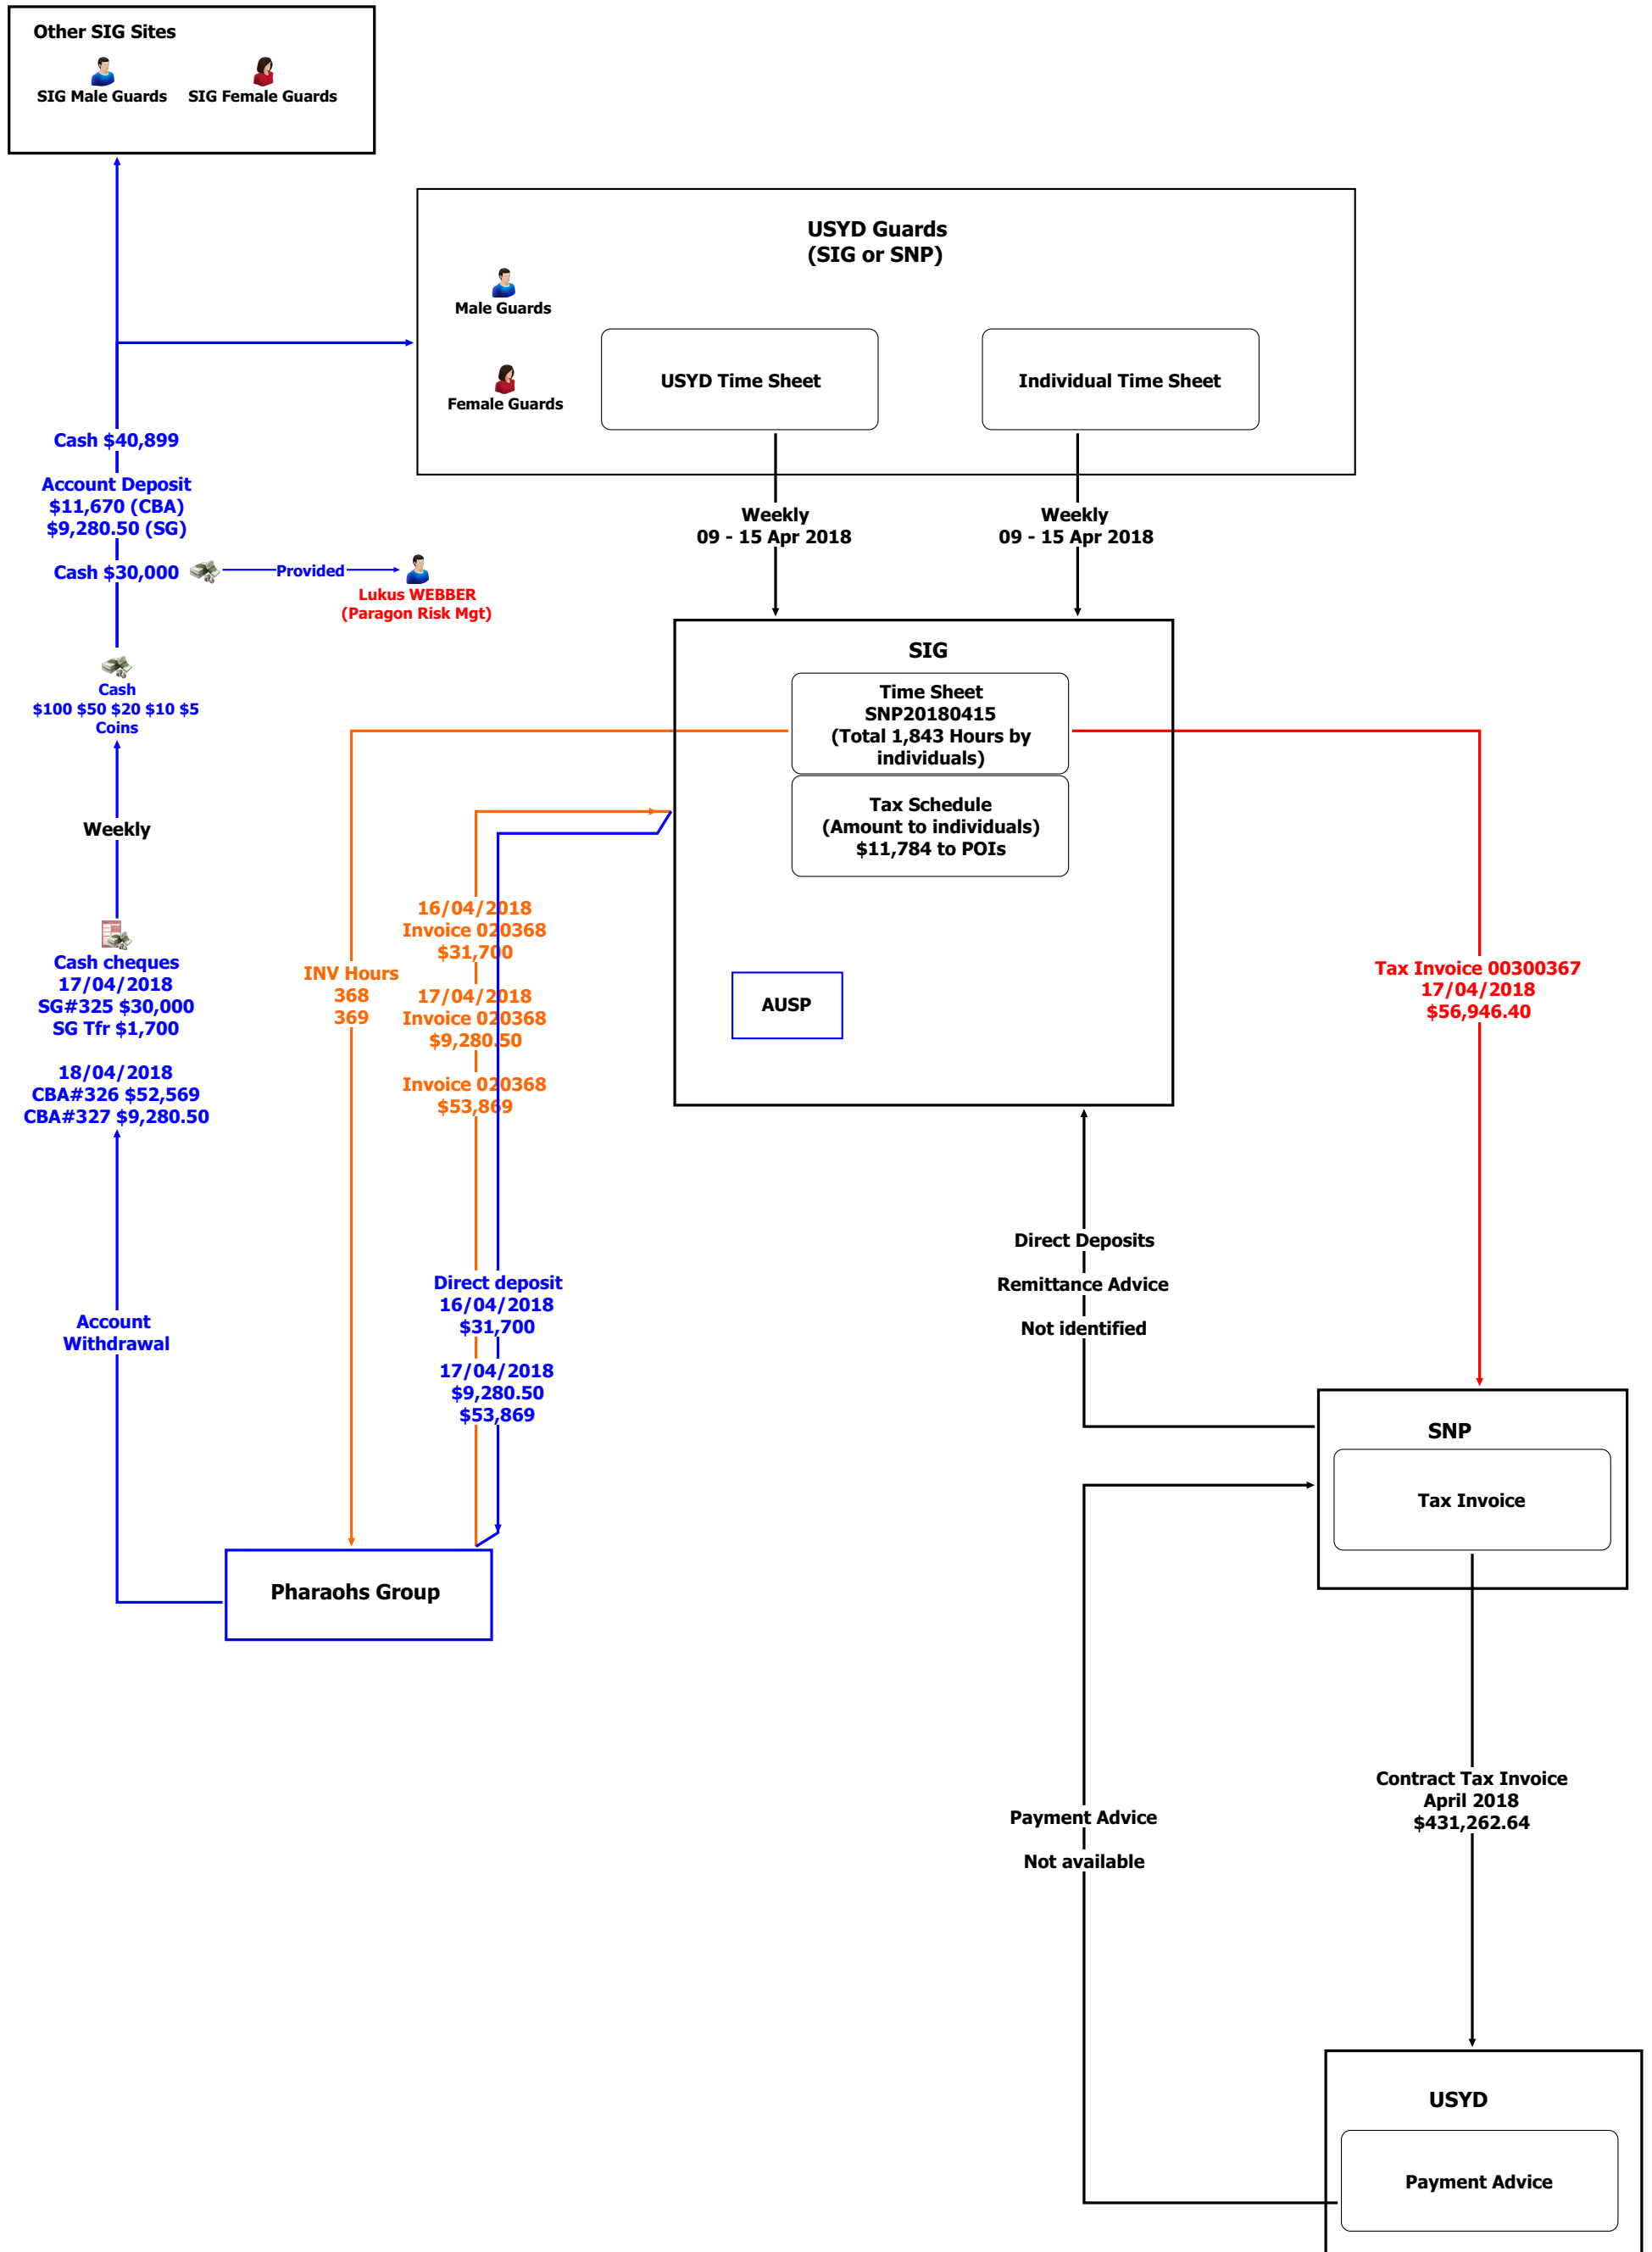 Other SIG Sites
SIG Male Guards
SIG Female Guards
USYD Guards
(SIG or SNP)
Male Guards
Female Guards
USYD Time Sheet
Individual Time Sheet
Cash $40,899
Account Deposit
$11,670 (CBA)
$9,280.50 (SG)
Cash $30,000
Provided
Lukus WEBBER
(Paragon Risk Mgt)
Weekly
09 - 15 Apr 2018
Weekly
09 - 15 Apr 2018
Cash
$100 $50 $20 $10 $5
Coins
Weekly
SIG
Time Sheet
SNP20180415
(Total 1,843 Hours by
individuals)
Tax Schedule
(Amount to individuals)
$11,784 to POIs
AUSP
Cash cheques
17/04/2018
SG#325 $30,000
SG Tfr $1,700
18/04/2018
CBA#326 $52,569
CBA#327 $9,280.50
INV Hours
368
369
16/04/2018
Invoice 020368
$31,700
17/04/2018
Invoice 020368
$9,280.50
Invoice 020368
$53,869
Tax Invoice 00300367
17/04/2018
$56,946.40
Direct Deposits
Remittance Advice
Not identified
Direct deposit
16/04/2018
$31,700
17/04/2018
$9,280.50
$53,869
Account
Withdrawal
Pharaohs Group
SNP
Tax Invoice
Contract Tax Invoice
April 2018
$431,262.64
Payment Advice
Not available
USYD
Payment Advice